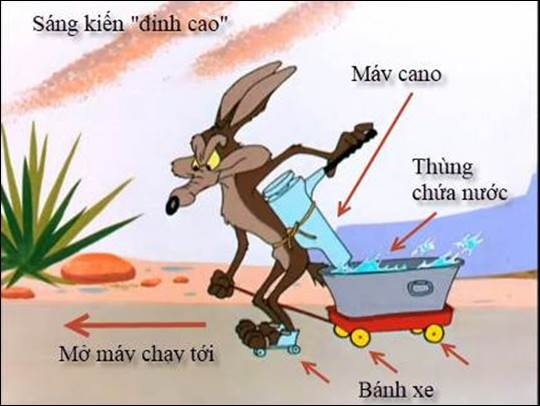 Sáng kiến "đỉnh cao"
Máy cano
Thùng
chứa nước
Mở máy chạy tới
Bánh xe